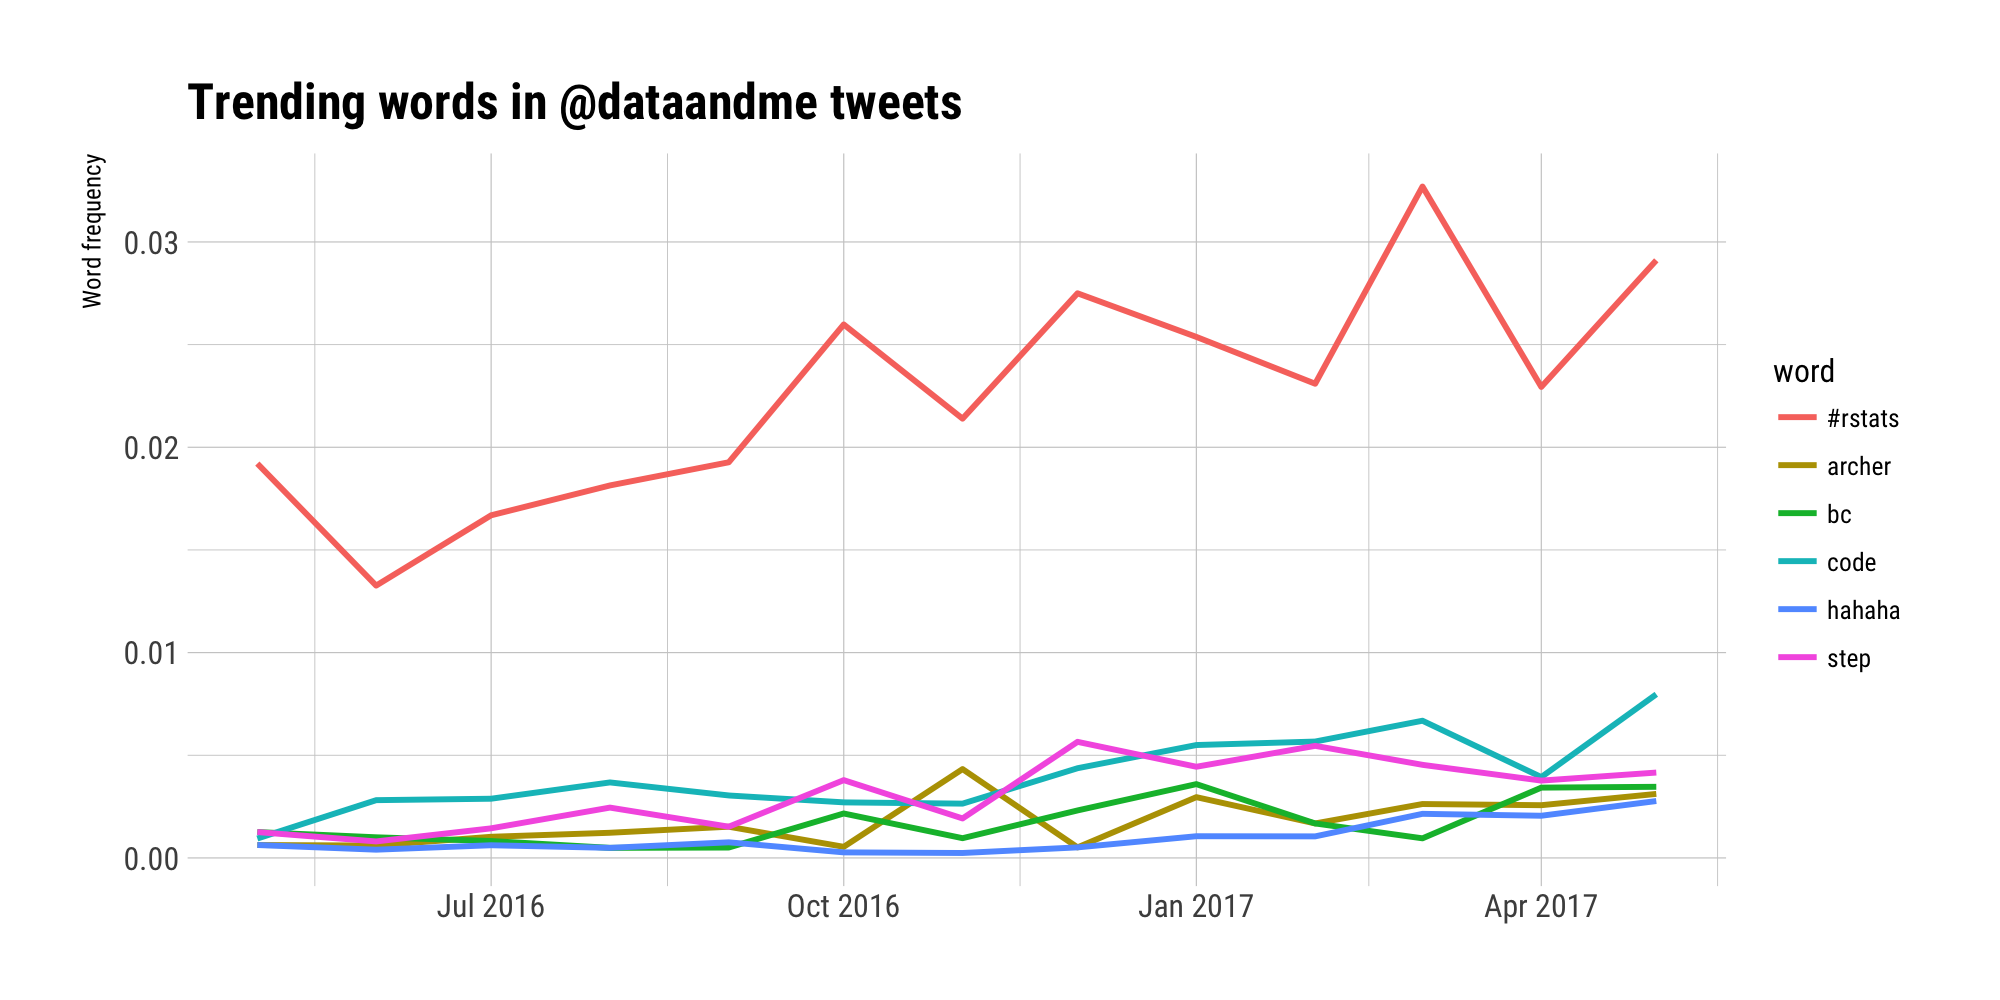 Trending words in @dataandme tweets
Word frequency
0.03
0.02
0.01
0.00
Jul 2016
Oct 2016
Jan 2017
Apr 2017
word
#rstats
archer
bc
code
hahaha
step